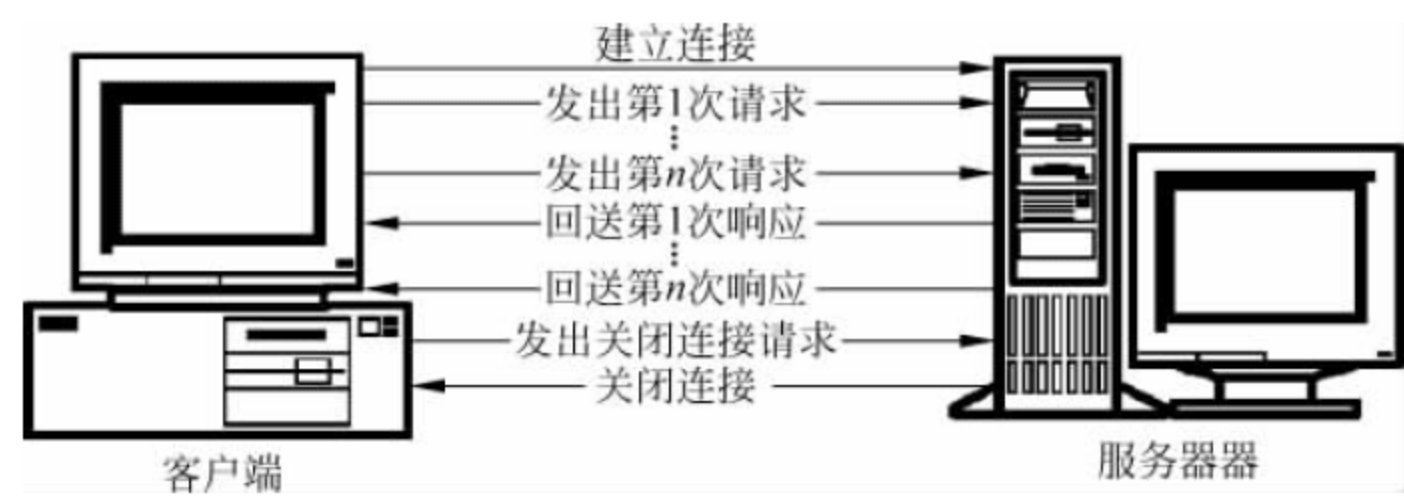 建立连接
发出第1次请求
⋮
发出第n次请求
回送第1次响应
⋮
回送第n次响应
发出关闭连接请求
关闭连接
客户端
服务器器